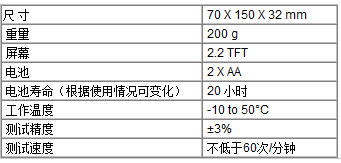 尺 寸 70 X 150 X 32 mm
重量 200 g
屏幕 2.2 TFT
电池 2 X AA
电池寿命（根据使用情况可变化） 20 小时
工作温度 -10 to 50°C
测试精度 ±3%
测试速度 不低于60次/分钟